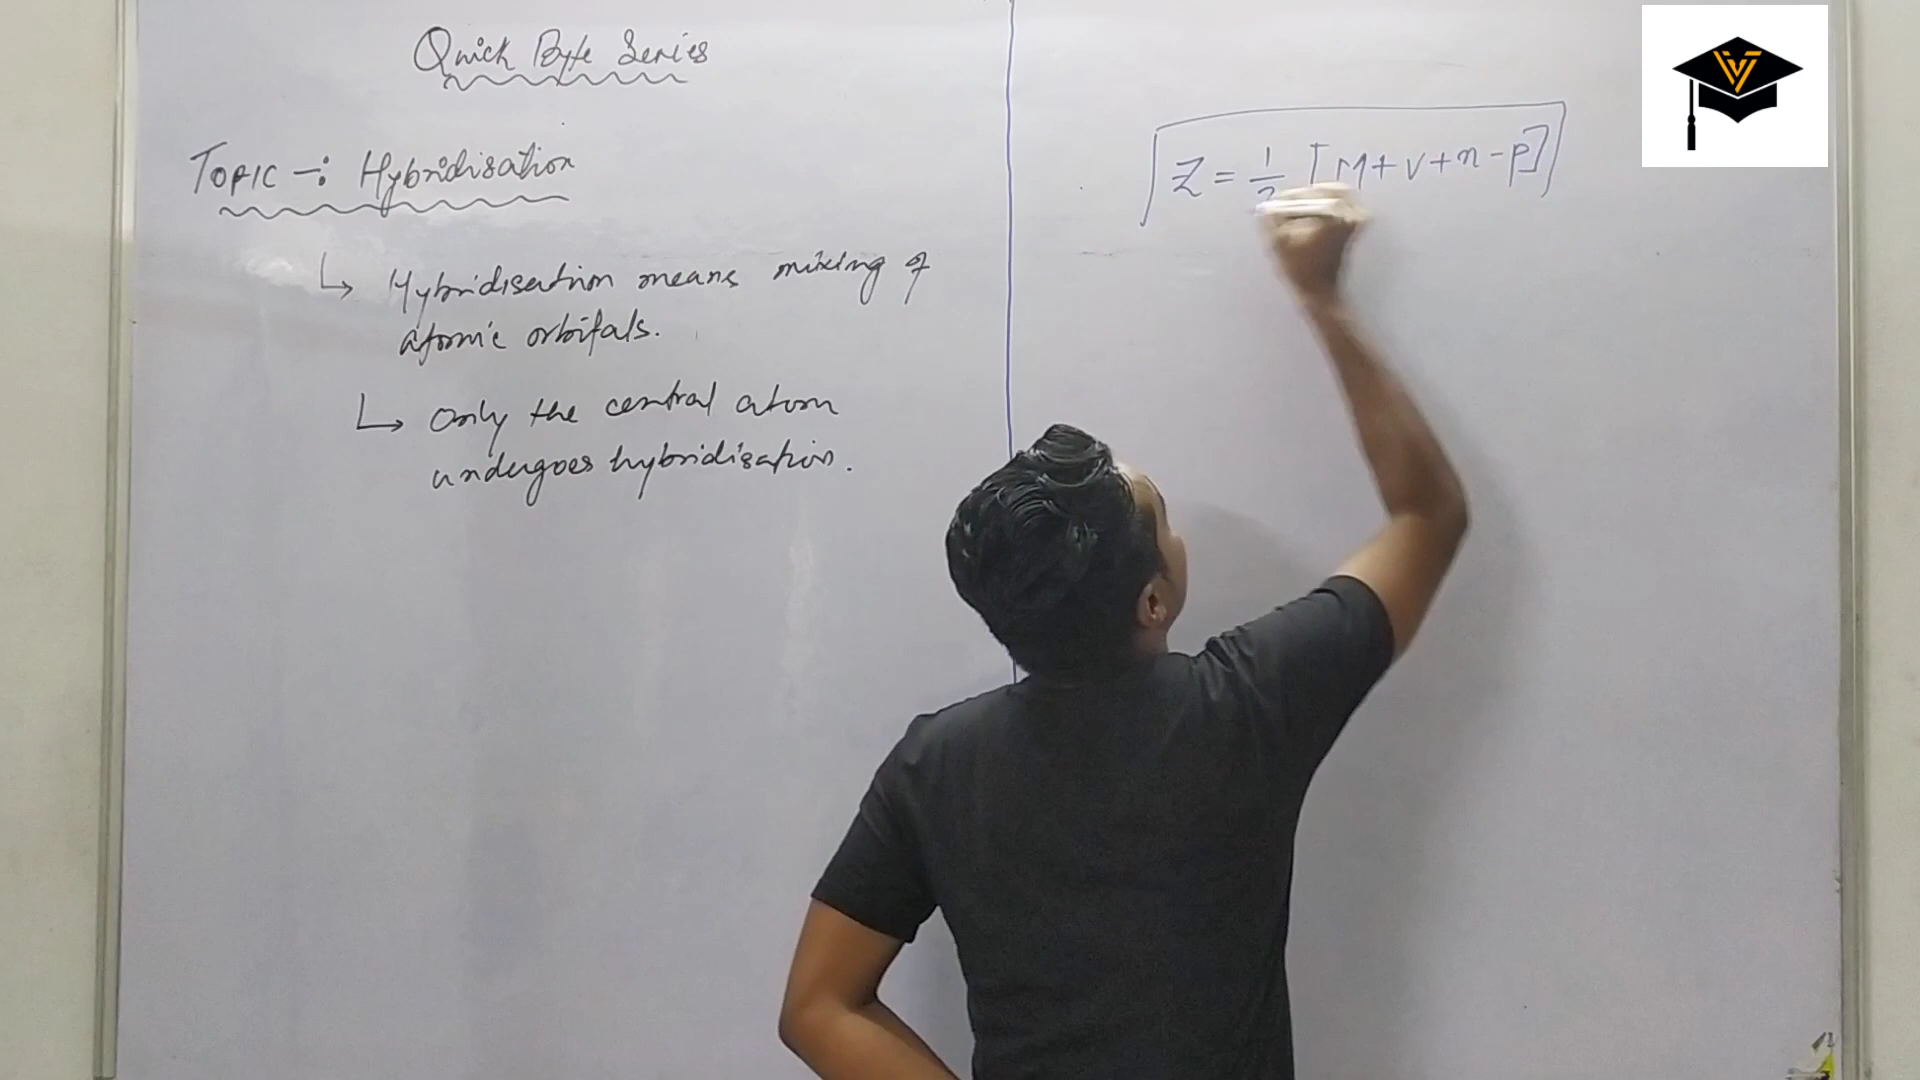 Quick Byte Series
TOPIC -: Hybridisation
↳ Hybridisation means mixing of
atomic orbitals.
↳ Only the central atom
undergoes hybridisation.
Z = 1/2 [M+V+n-p]